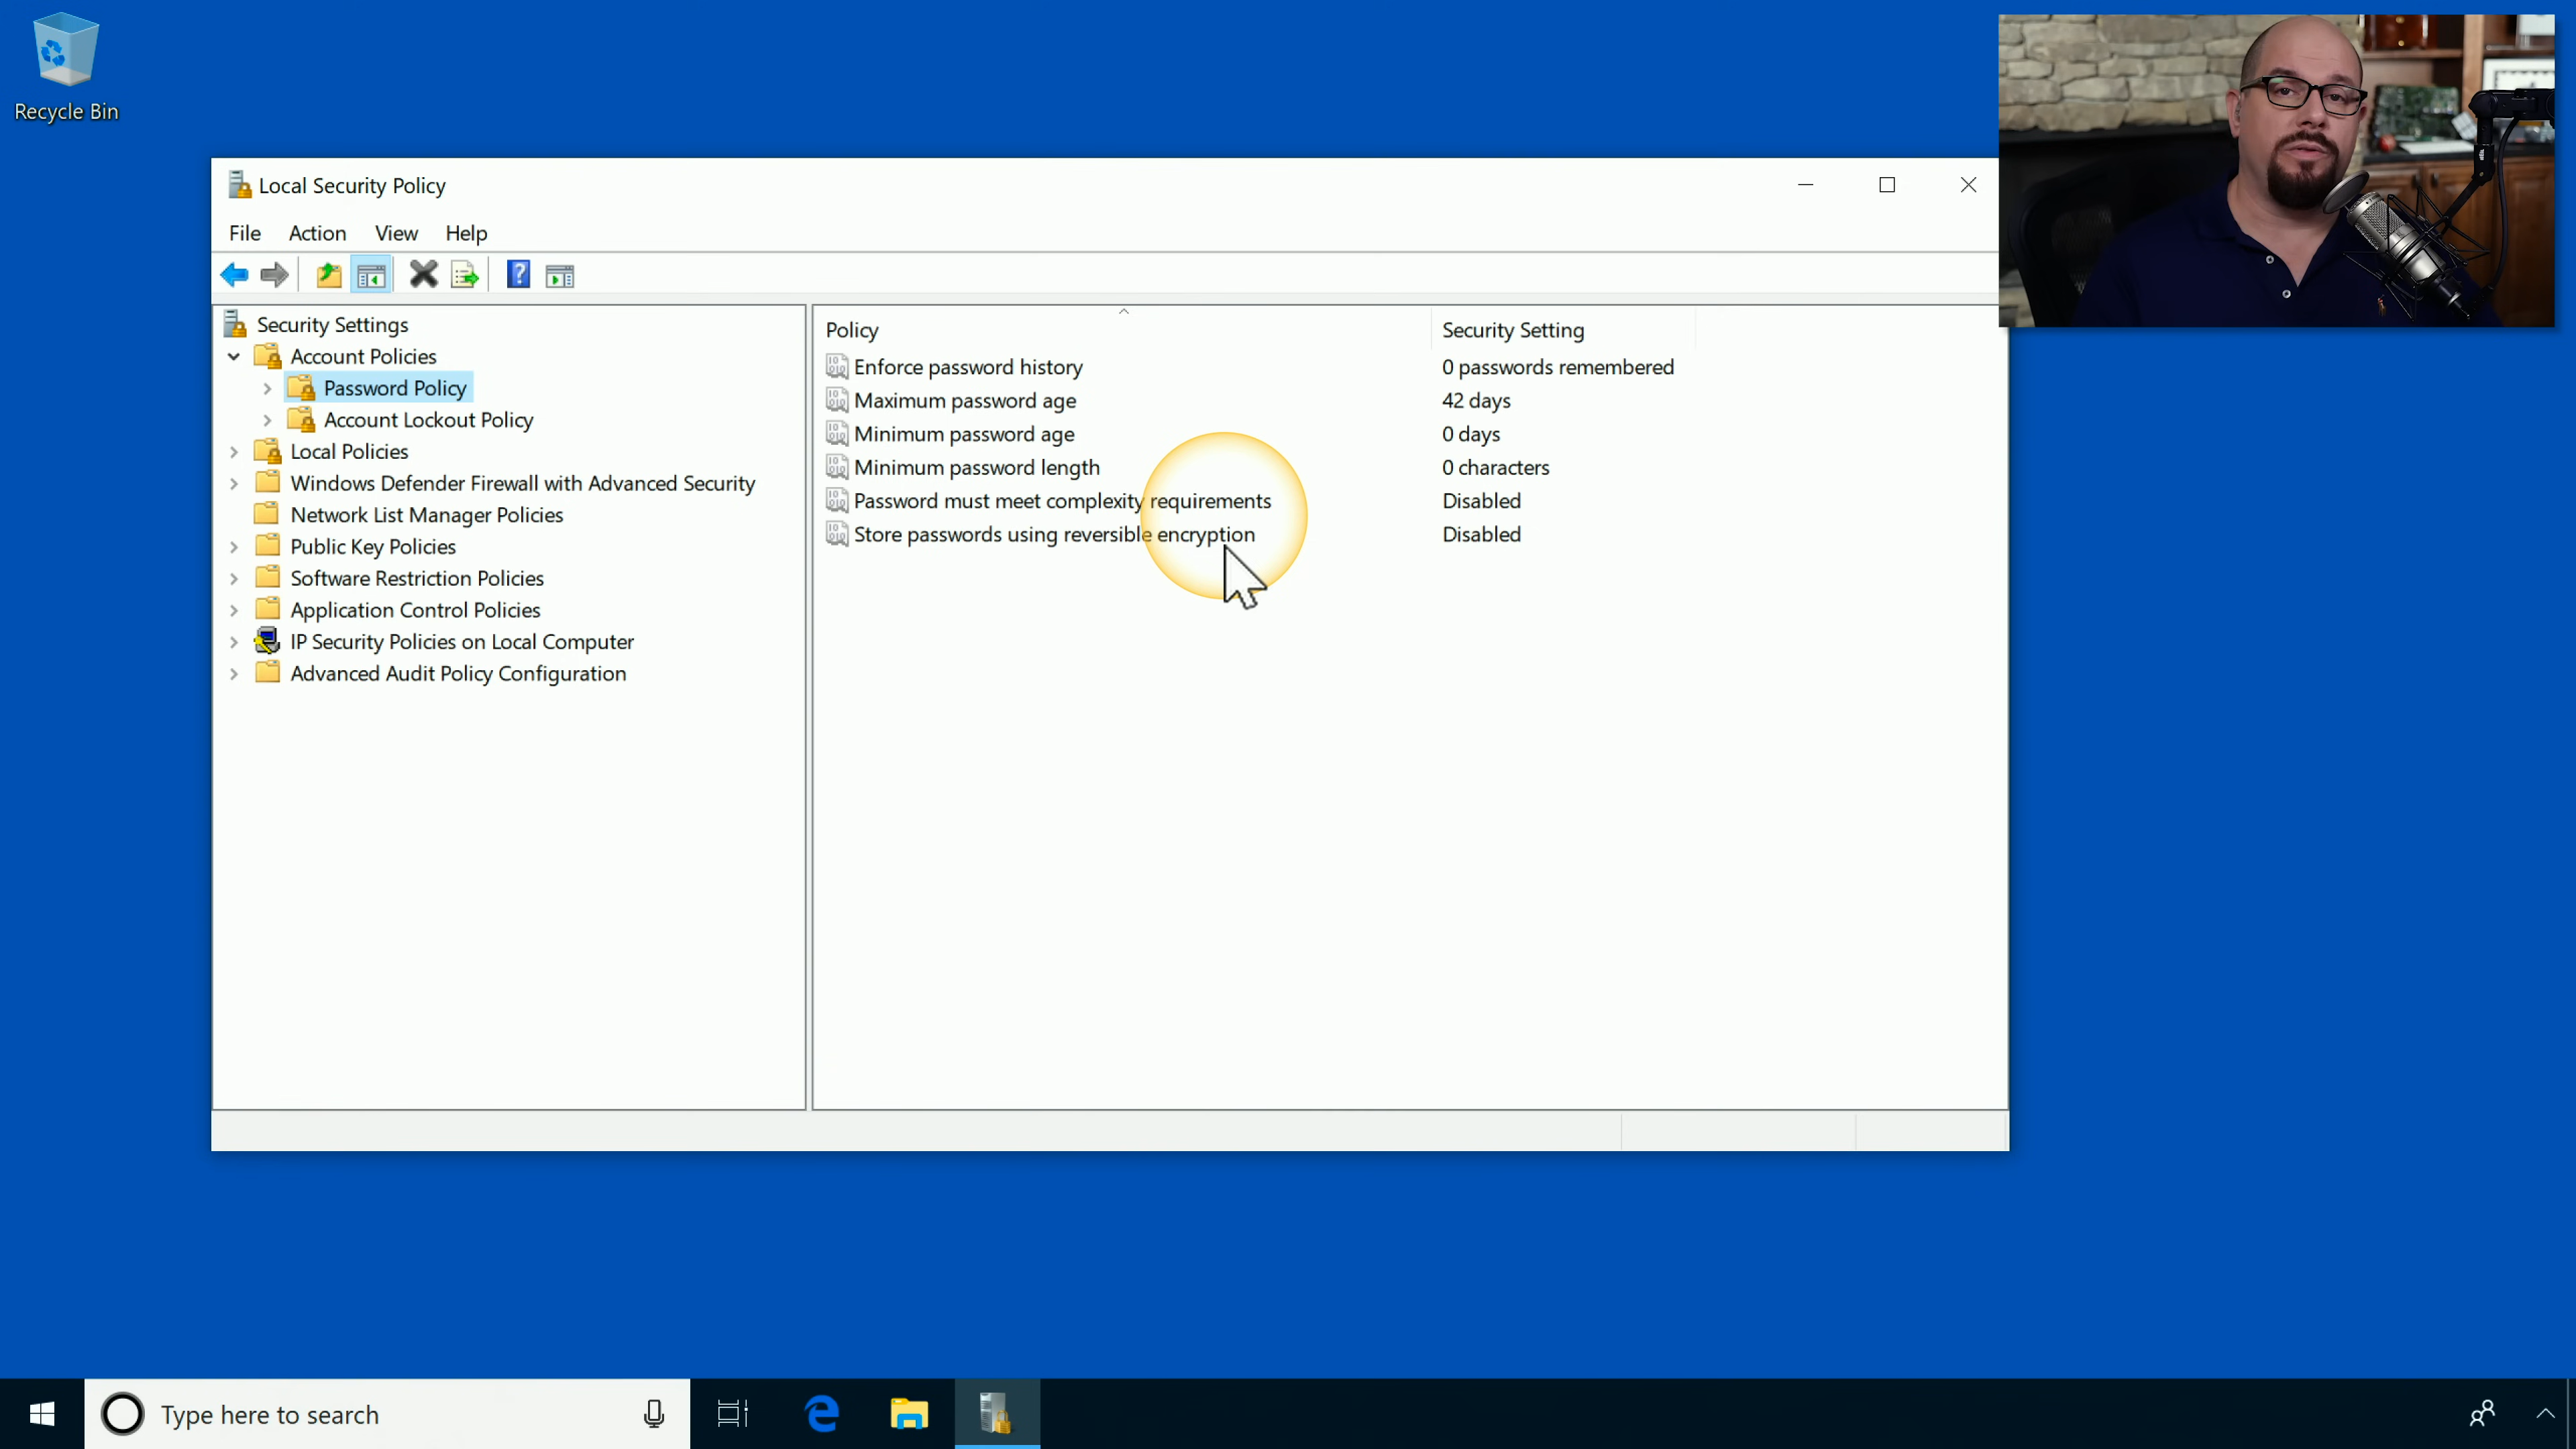 Recycle Bin
Local Security Policy
File Action View Help
Security Settings
Account Policies
Password Policy
Account Lockout Policy
Local Policies
Windows Defender Firewall with Advanced Security
Network List Manager Policies
Public Key Policies
Software Restriction Policies
Application Control Policies
IP Security Policies on Local Computer
Advanced Audit Policy Configuration
Policy Security Setting
Enforce password history 0 passwords remembered
Maximum password age 42 days
Minimum password age 0 days
Minimum password length 0 characters
Password must meet complexity requirements Disabled
Store passwords using reversible encryption Disabled
Type here to search